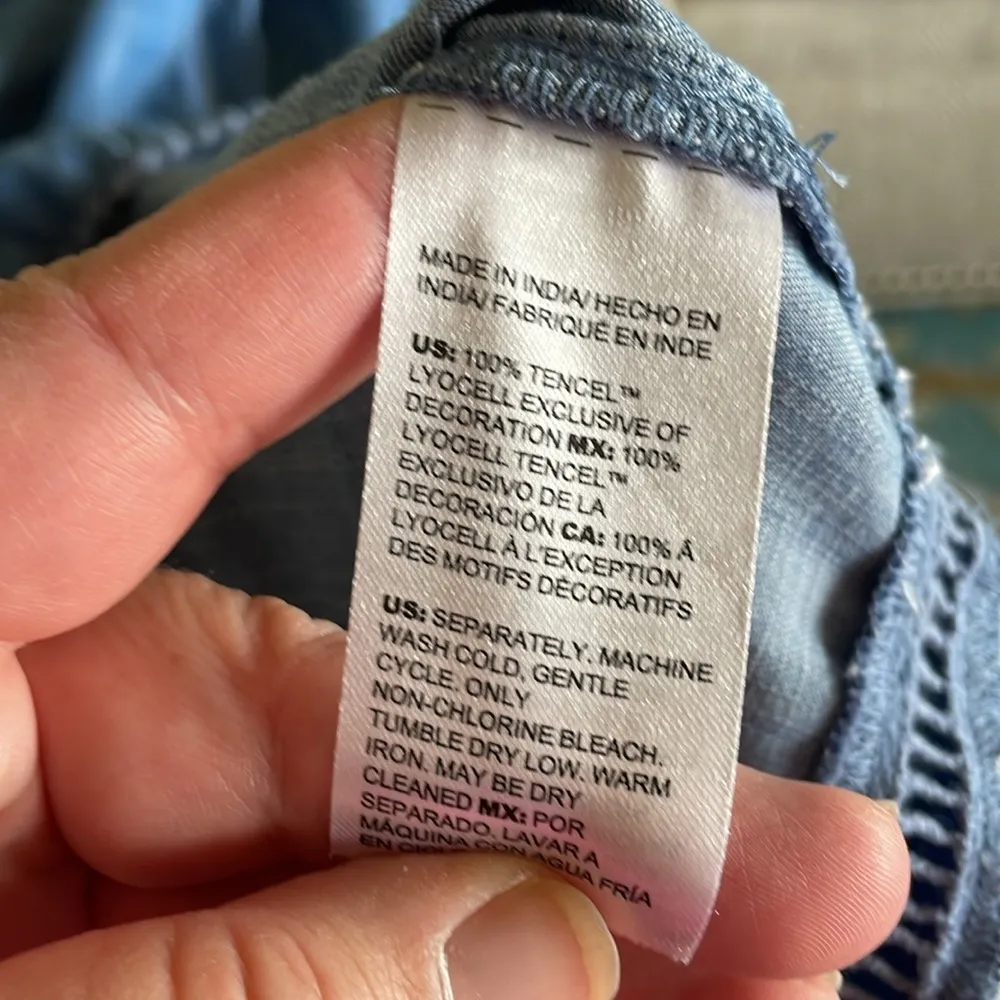 MADE IN INDIA/ HECHO EN
INDIA/ FABRIQUÉ EN INDE
US: 100% TENCEL™
LYOCELL EXCLUSIVE OF
DECORATION MX: 100%
LYOCELL TENCEL™
EXCLUSIVO DE LA
DECORACIÓN CA: 100% Á
LYOCELL À L'EXCEPTION
DES MOTIFS DÉCORATIFS
US: SEPARATELY. MACHINE
WASH COLD, GENTLE
CYCLE. ONLY
NON-CHLORINE BLEACH.
TUMBLE DRY LOW. WARM
IRON. MAY BE DRY
CLEANED MX: POR
SEPARADO. LAVAR A
MÁQUINA CON AGUA FRÍA
EN